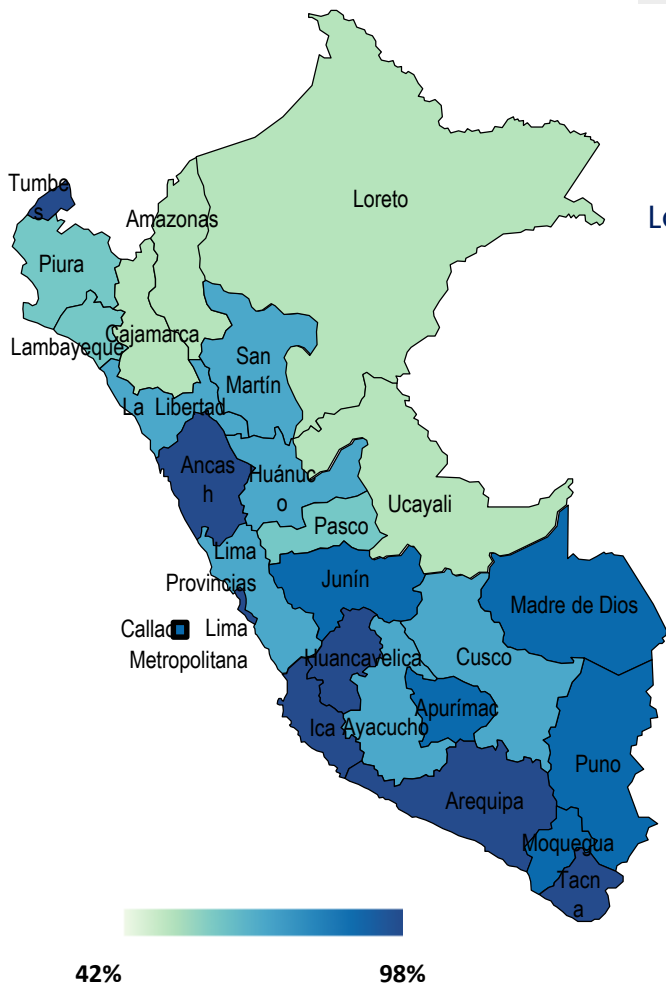 Tumbe
s
Amazonas
Loreto
Lo
Piura
Cajamarca
Lambayeque
San
Martín
La Libertad
Ancas
h
Huánuc
o
Ucayali
Pasco
Lima
Provincias
Junín
Madre de Dios
Callao
Lima
Metropolitana
Huancavelica
Cusco
Apurímac
Ica
Ayacucho
Puno
Arequipa
Moquegua
Tacn
a
42%
98%